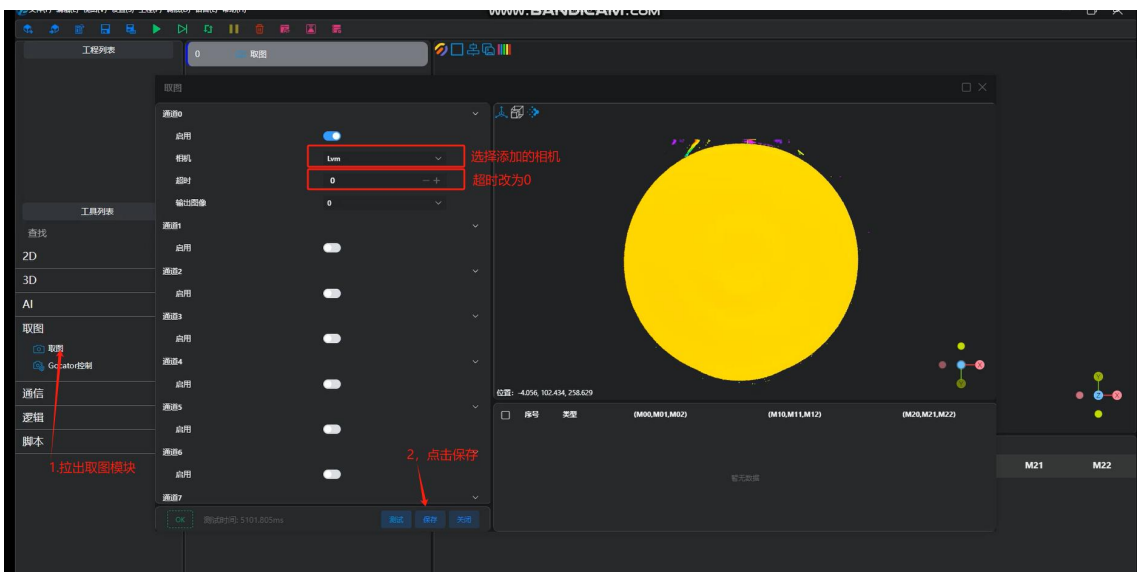 WWW.BANDICAM.COM
工程列表
0 取图
取图
通道0
启用
相机 Lvm
选择添加的相机
超时 0
超时改为0
输出图像 0
工具列表
查找
2D
3D
AI
取图
取图
Gocator控制
通信
逻辑
脚本
1.拉出取图模块
通道1
启用
通道2
启用
通道3
启用
通道4
启用
通道5
启用
通道6
启用
通道7
2，点击保存
OK 测试时间: 5101.805ms 测试 保存 关闭
位置: -4.056, 102.434, 258.629
序号 类型 (M00,M01,M02) (M10,M11,M12) (M20,M21,M22)
暂无数据
M21 M22
X
Y
Z X